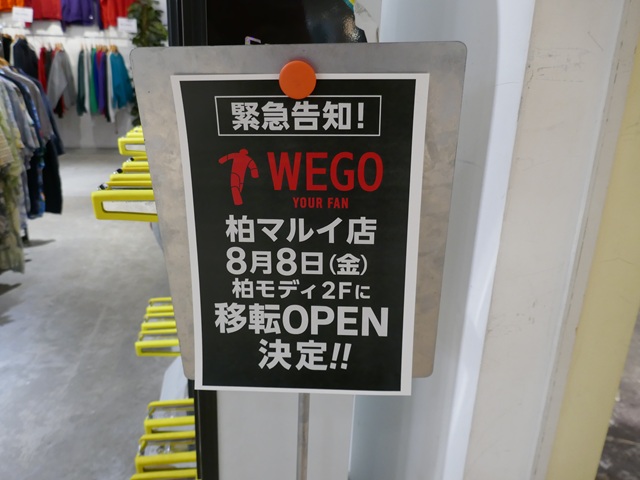 緊急告知!
WEGO
YOUR FAN
柏マルイ店
8月8日(金)
柏モディ2Fに
移転OPEN
決定!!